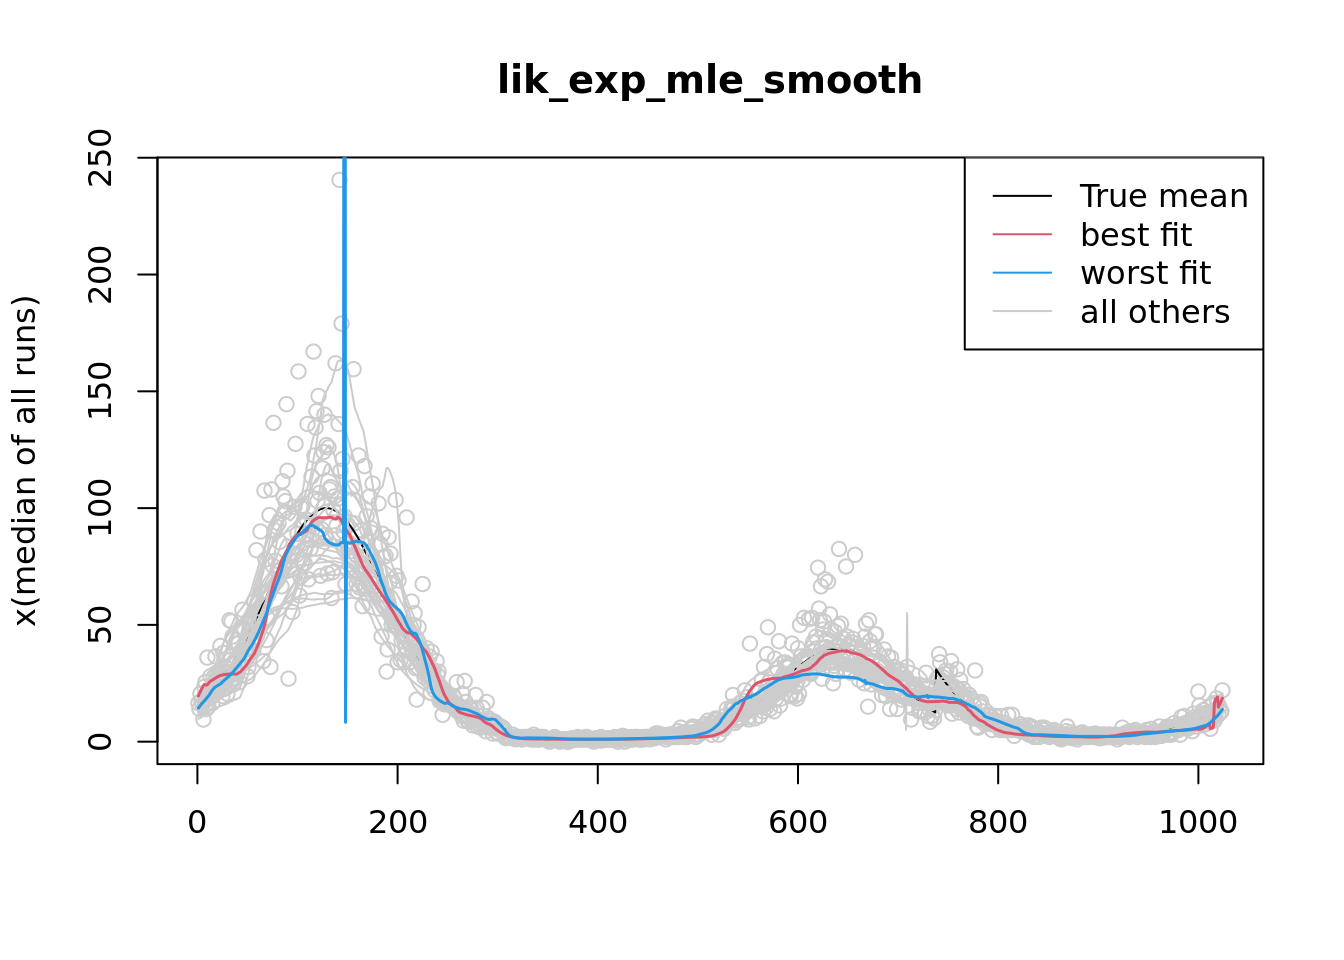 lik_exp_mle_smooth
x(median of all runs)
250
200
150
100
50
0
True mean
best fit
worst fit
all others
0 200 400 600 800 1000